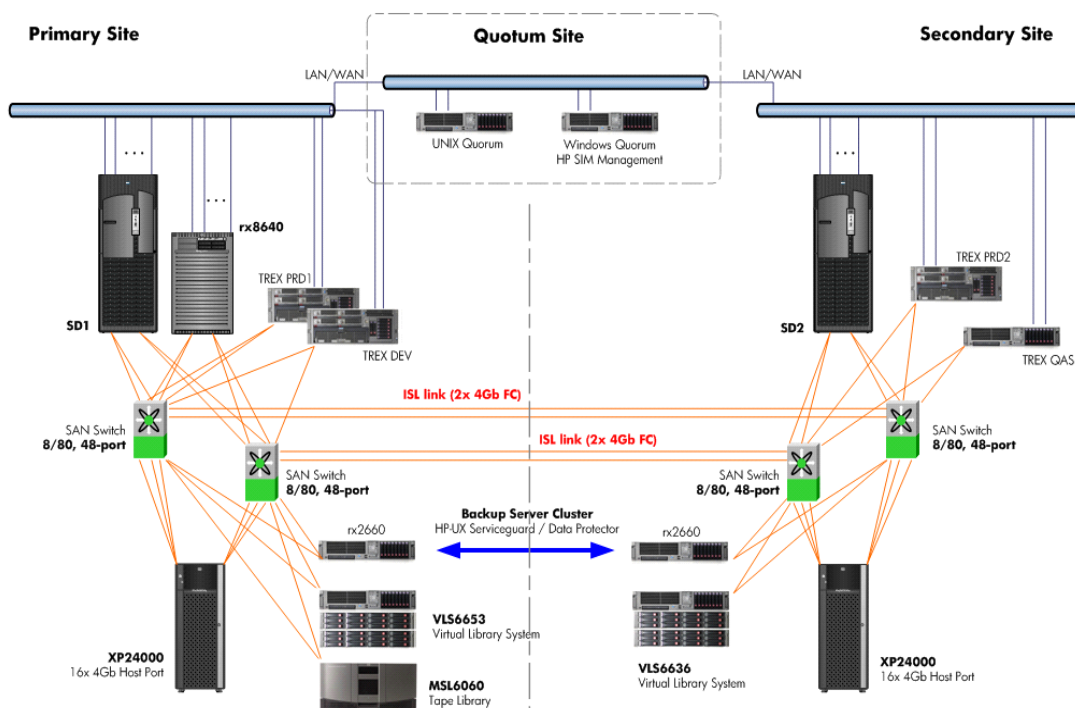 Primary Site
Quotum Site
Secondary Site
LAN/WAN
LAN/WAN
UNIX Quorum
Windows Quorum
HP SIM Management
...
...
...
rx8640
TREX PRD1
TREX PRD2
SD1
TREX DEV
SD2
TREX QAS
ISL link (2x 4Gb FC)
SAN Switch
8/80, 48-port
ISL link (2x 4Gb FC)
SAN Switch
8/80, 48-port
SAN Switch
8/80, 48-port
SAN Switch
8/80, 48-port
Backup Server Cluster
HP-UX Serviceguard / Data Protector
rx2660
rx2660
VLS6653
Virtual Library System
XP24000
16x 4Gb Host Port
VLS6636
Virtual Library System
XP24000
16x 4Gb Host Port
MSL6060
Tape Library